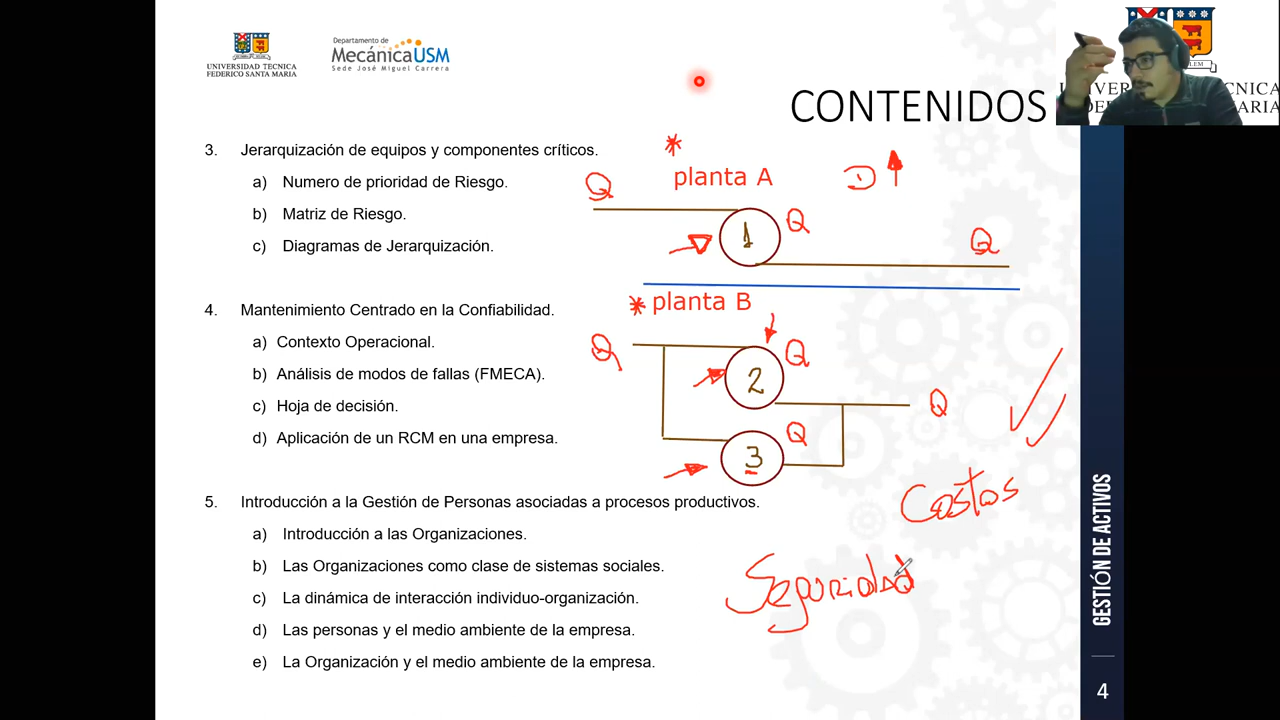 UNIVERSIDAD TECNICA
FEDERICO SANTA MARIA
Departamento de
MecánicaUSM
Sede José Miguel Carrera
CONTENIDOS
3. Jerarquización de equipos y componentes críticos.
a) Numero de prioridad de Riesgo.
b) Matriz de Riesgo.
c) Diagramas de Jerarquización.
4. Mantenimiento Centrado en la Confiabilidad.
a) Contexto Operacional.
b) Análisis de modos de fallas (FMECA).
c) Hoja de decisión.
d) Aplicación de un RCM en una empresa.
5. Introduccion a la Gestión de Personas asociadas a procesos productivos.
a) Introducción a las Organizaciones.
b) Las Organizaciones como clase de sistemas sociales.
c) La dinámica de interacción individuo-organización.
d) Las personas y el medio ambiente de la empresa.
e) La Organización y el medio ambiente de la empresa.
* planta A
D
Q
1
Q
Q
* planta B
Q
2
Q
Q
3
Q
Costos
Seguridad
GESTIÓN DE ACTIVOS
4